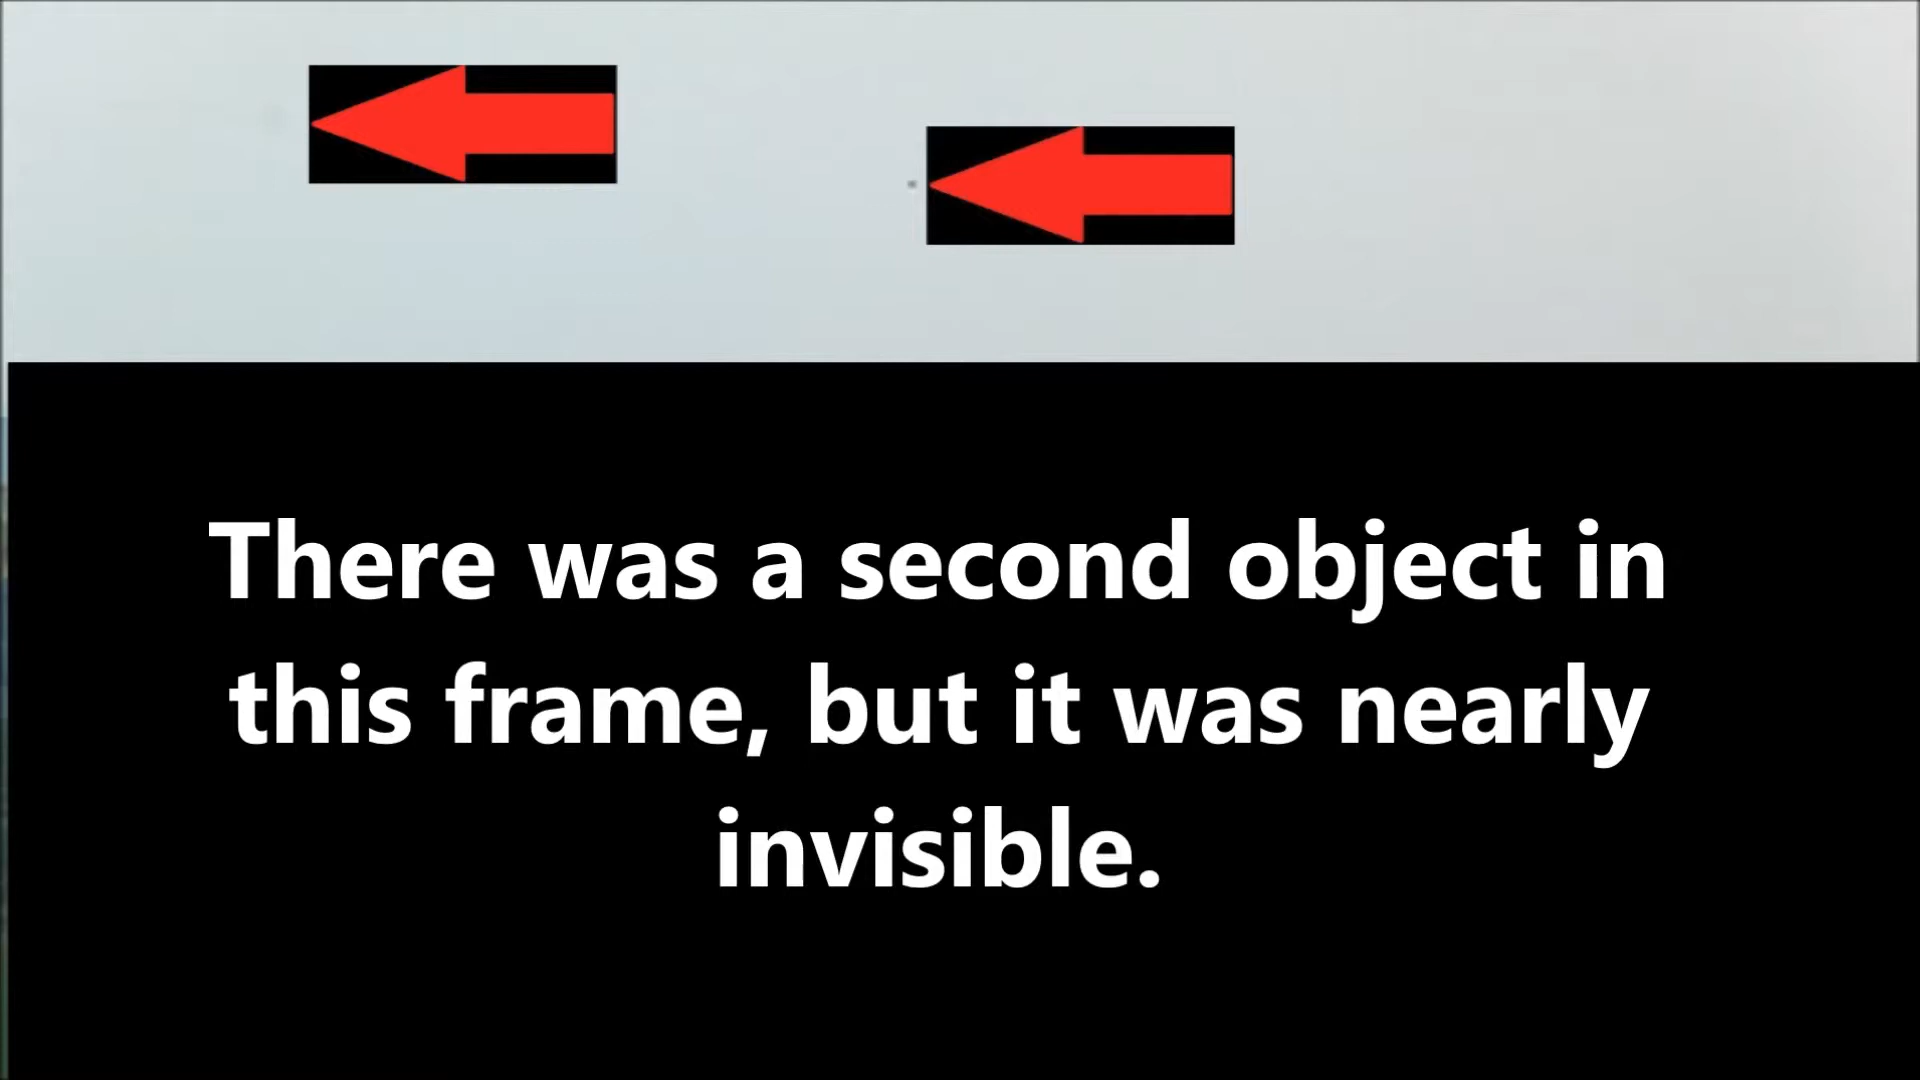 There was a second object in
this frame, but it was nearly
invisible.